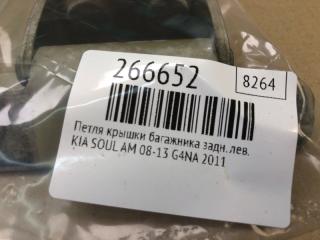 266652
8264
Петля крышки багажника задн. лев.
KIA SOUL AM 08-13 G4NA 2011